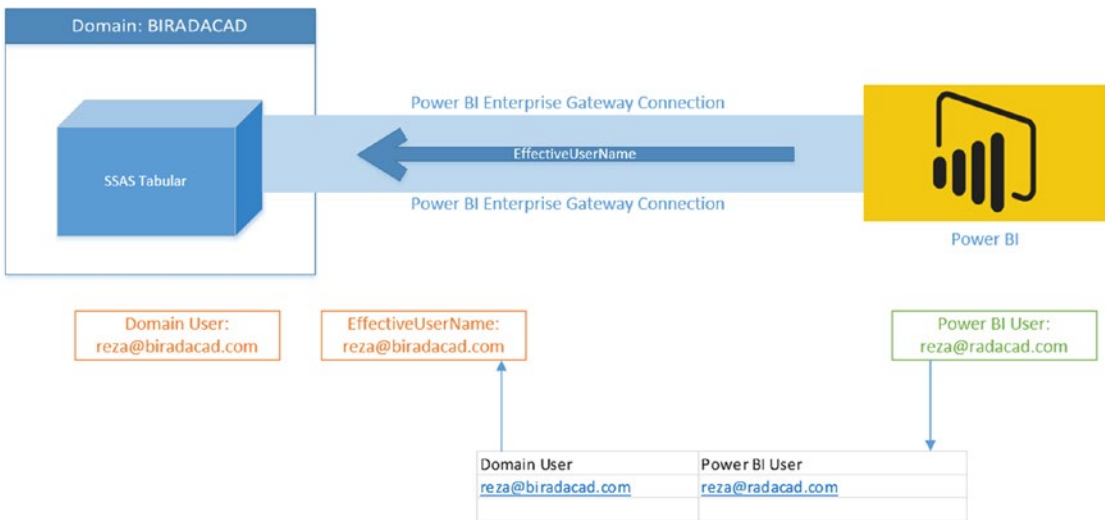 Domain: BIRADACAD
Power BI Enterprise Gateway Connection
EffectiveUserName
SSAS Tabular
Power BI Enterprise Gateway Connection
Power BI
Domain User:
reza@biradacad.com
EffectiveUserName:
reza@biradacad.com
Power BI User:
reza@radacad.com
Domain User Power BI User
reza@biradacad.com reza@radacad.com